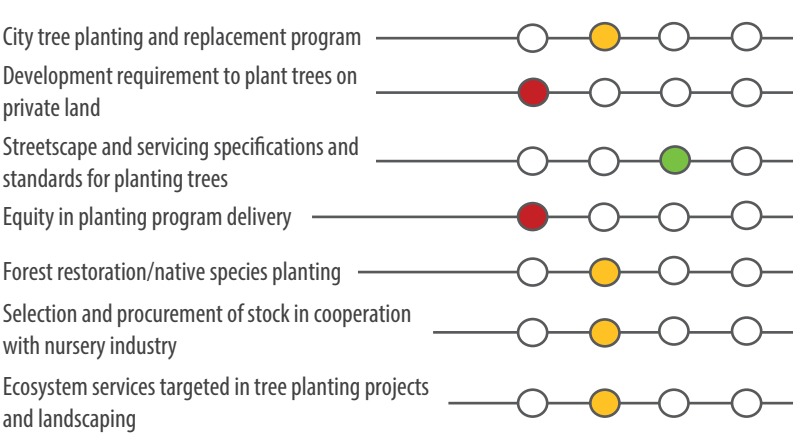 City tree planting and replacement program
Development requirement to plant trees on
private land
Streetscape and servicing specifications and
standards for planting trees
Equity in planting program delivery
Forest restoration/native species planting
Selection and procurement of stock in cooperation
with nursery industry
Ecosystem services targeted in tree planting projects
and landscaping